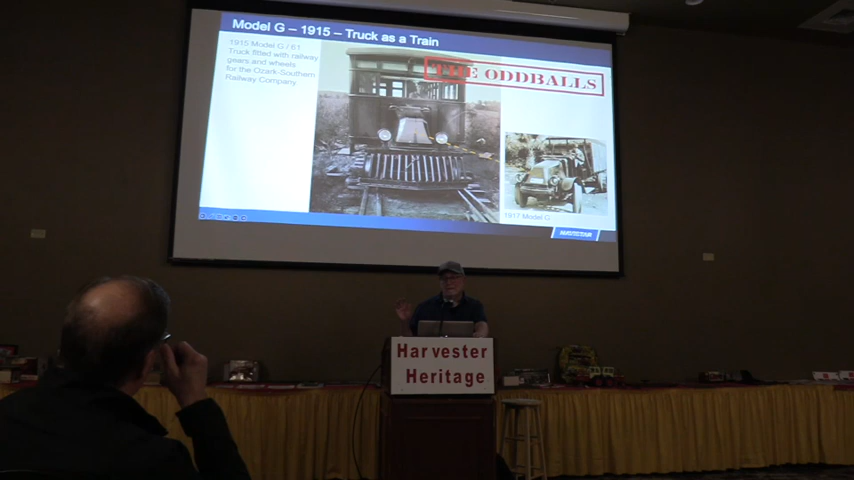 Model G – 1915 – Truck as a Train
1915 Model G / 61
Truck fitted with railway
gears and wheels
for the Ozark-Southern
Railway Company
THE ODDBALLS
1917 Model G
NAVISTAR
Harvester
Heritage